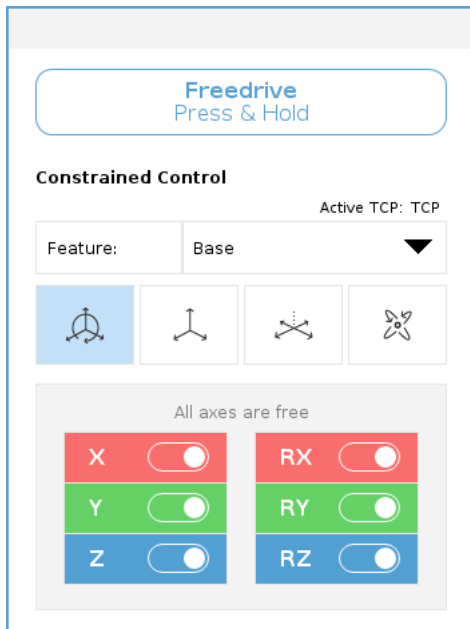 Freedrive
Press & Hold
Constrained Control
Active TCP: TCP
Feature: Base
All axes are free
X RX
Y RY
Z RZ